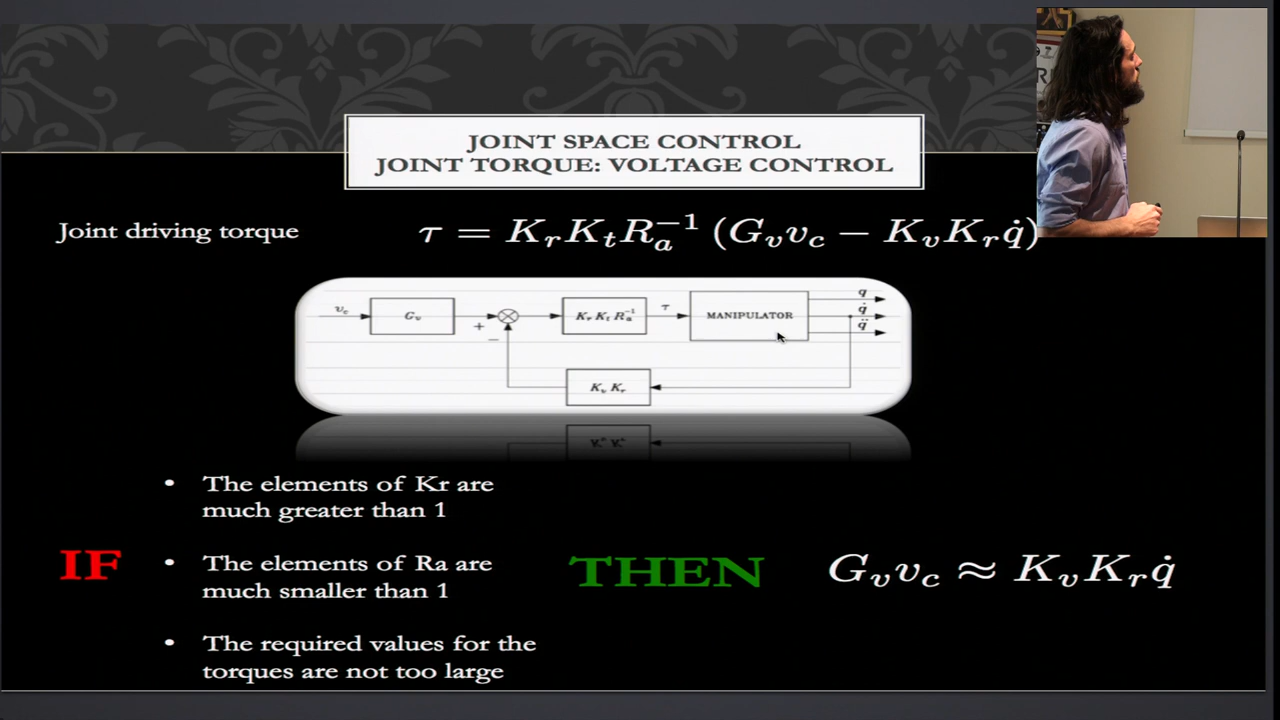 JOINT SPACE CONTROL
JOINT TORQUE: VOLTAGE CONTROL
Joint driving torque
τ = K_r K_t R_a^{-1} (G_v v_c − K_v K_r q̇)
v_c
G_v
+
−
K_r K_t R_a^{-1}
τ
MANIPULATOR
q
q̇
q̈
K_v K_r
• The elements of Kr are
much greater than 1
IF
• The elements of Ra are
much smaller than 1
THEN
G_v v_c ≈ K_v K_r q̇
• The required values for the
torques are not too large